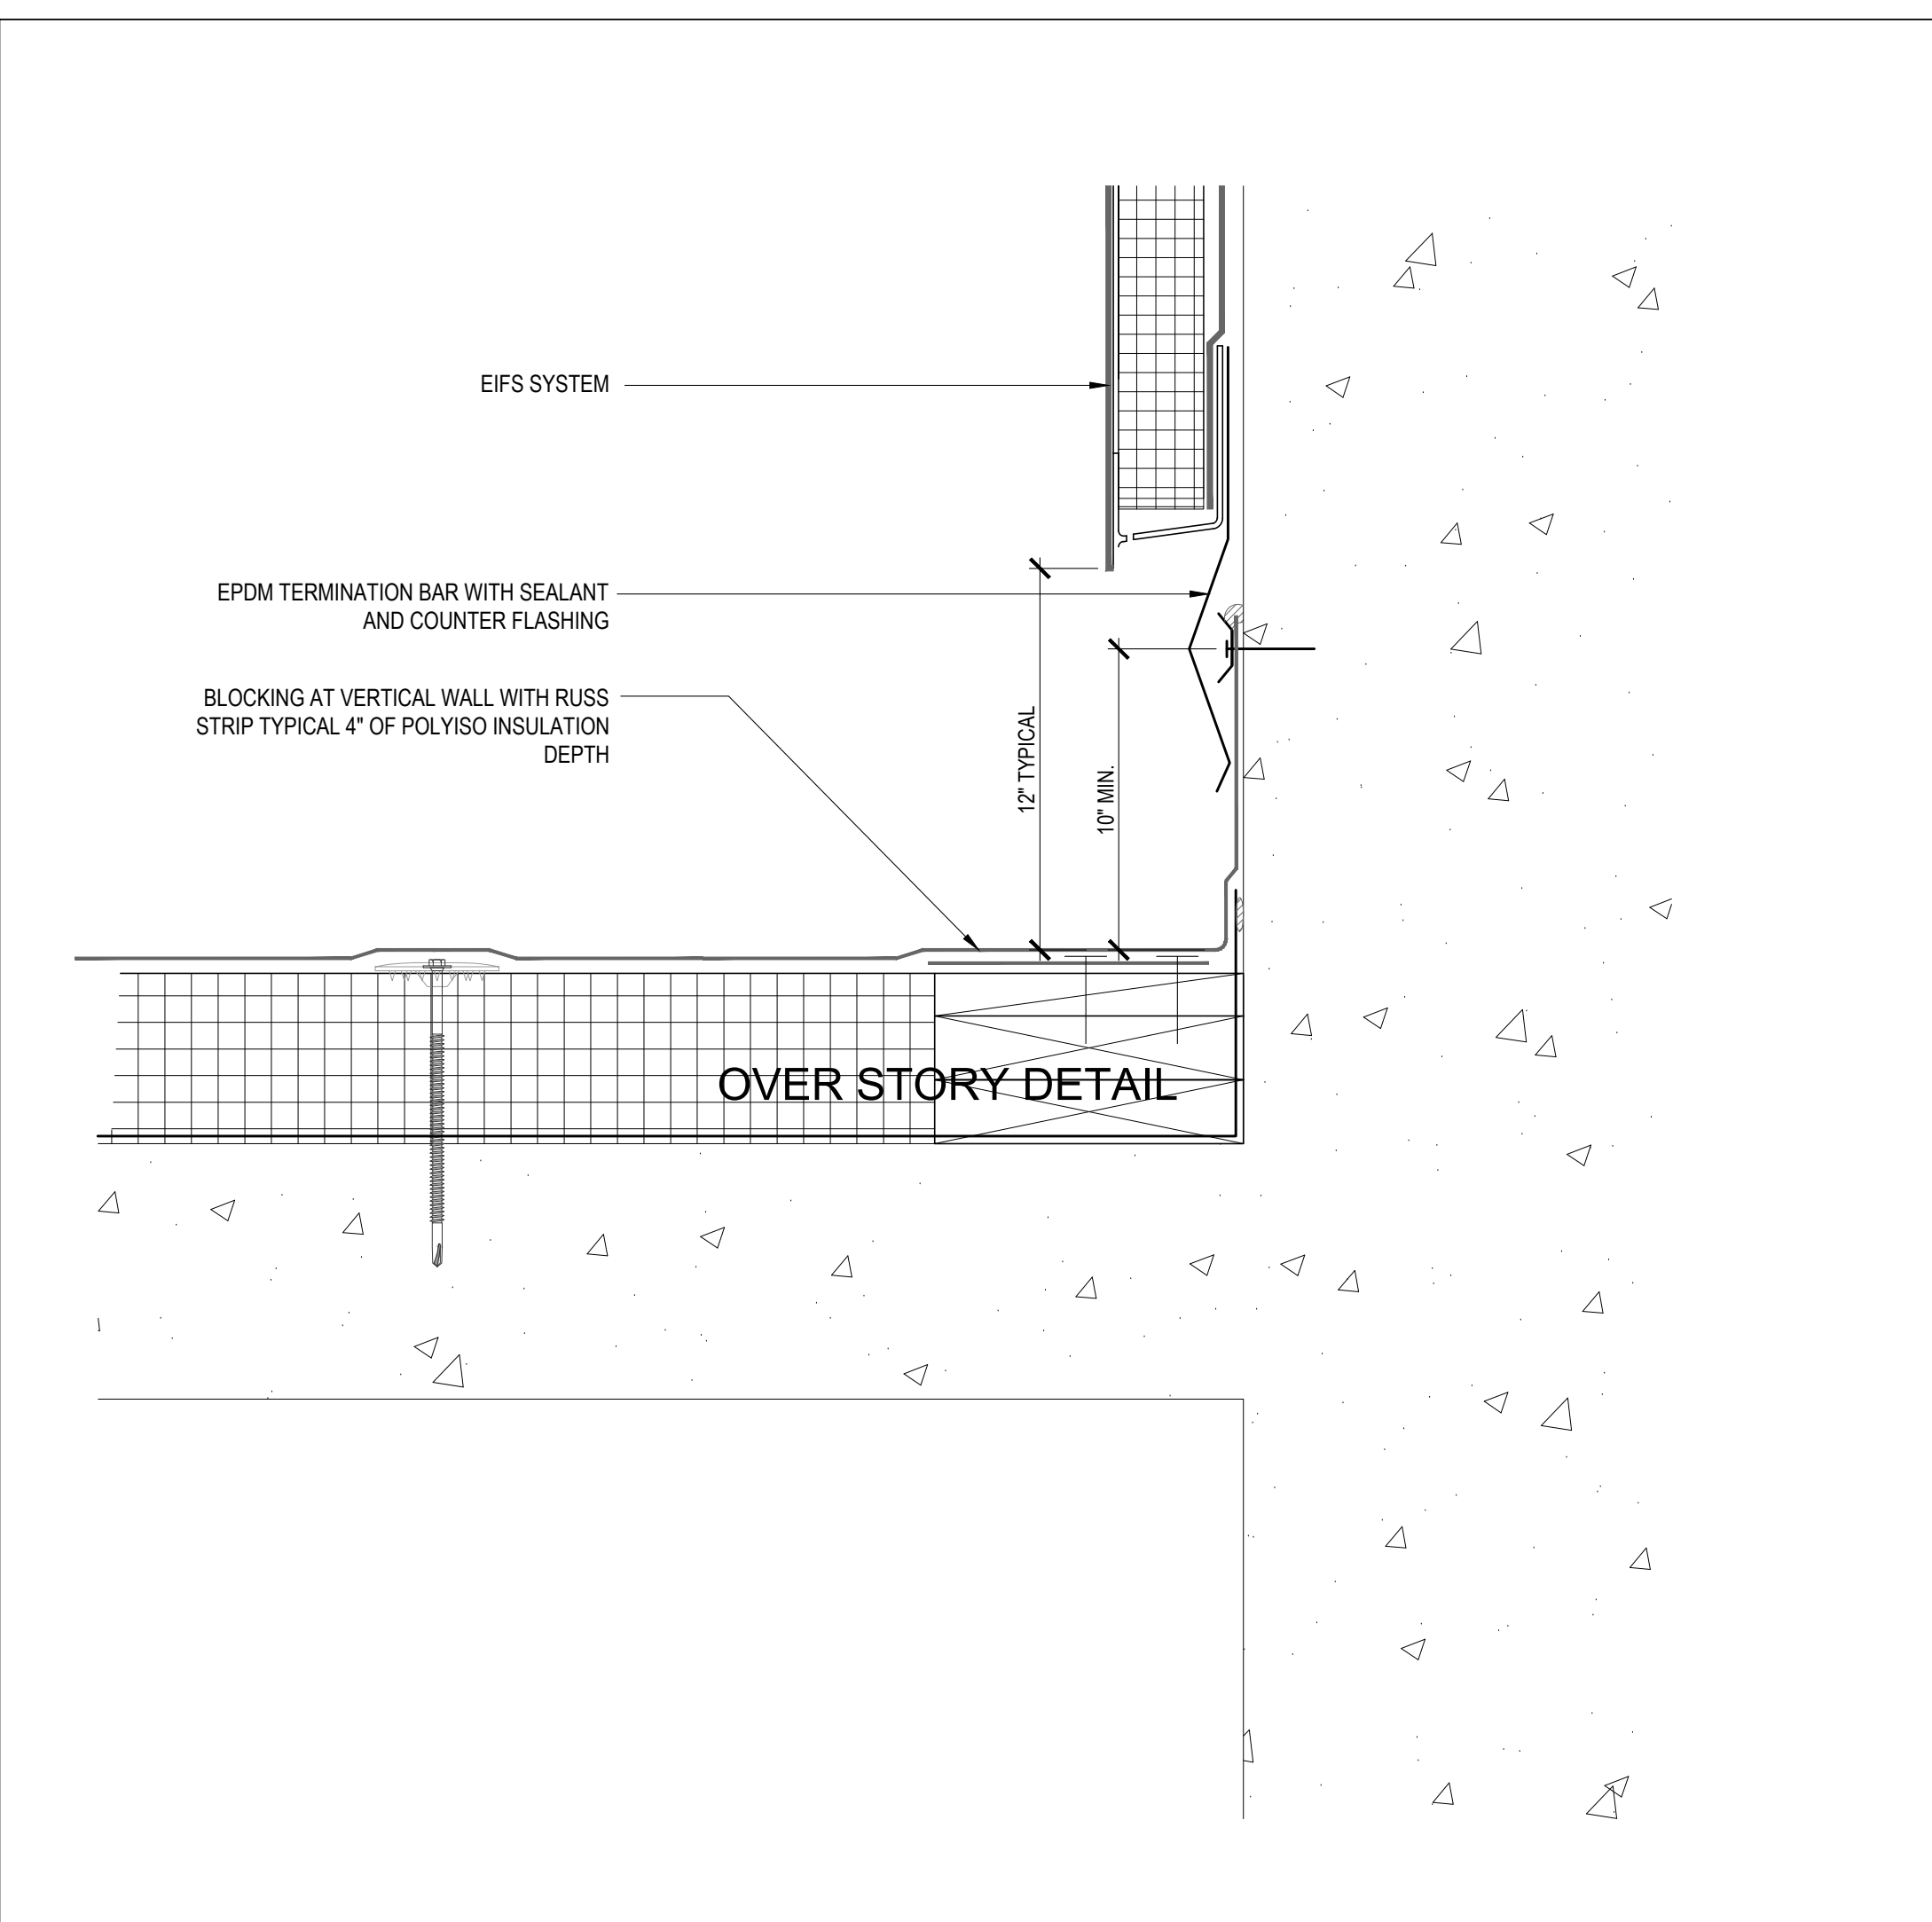 EIFS SYSTEM
EPDM TERMINATION BAR WITH SEALANT
AND COUNTER FLASHING
BLOCKING AT VERTICAL WALL WITH RUSS
STRIP TYPICAL 4" OF POLYISO INSULATION
DEPTH
12" TYPICAL
10" MIN.
OVER STORY DETAIL